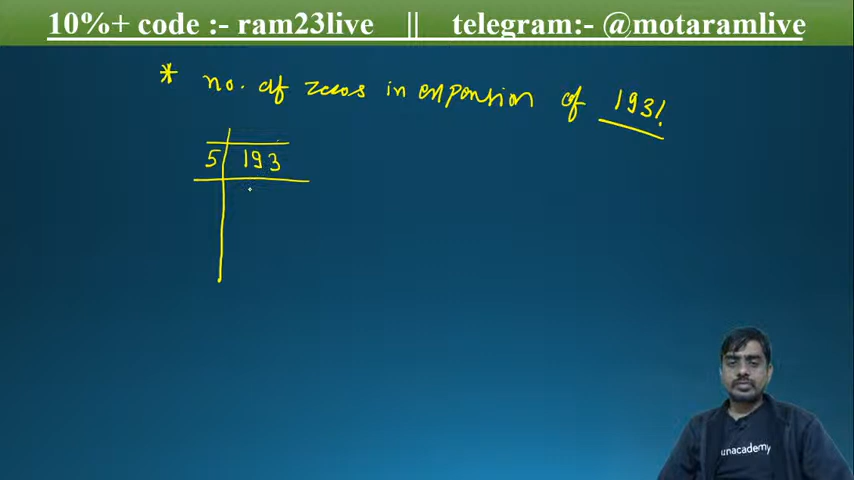 10%+ code :- ram23live || telegram:- @motaramlive
* no. of zeros in expansion of 193!
5 193
unacademy